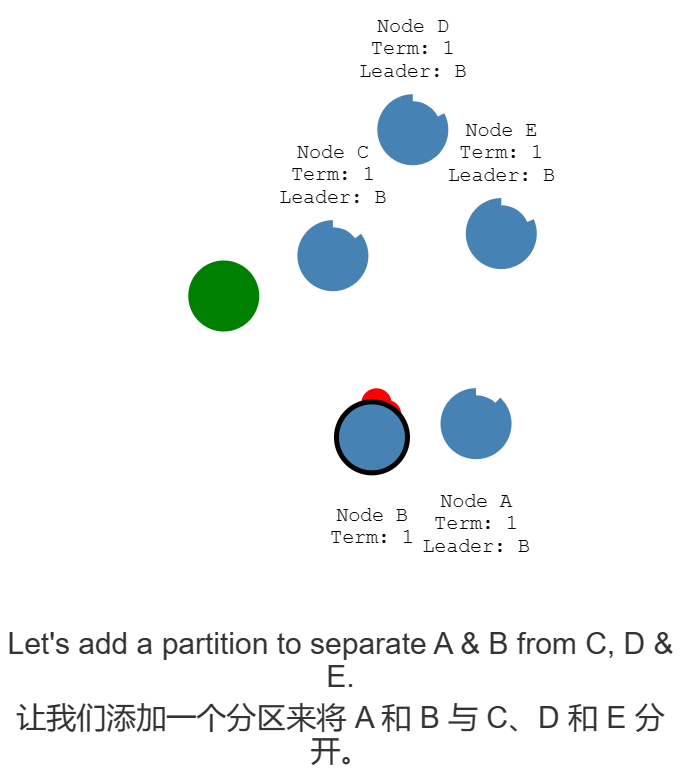 Node D
Term: 1
Leader: B
Node E
Term: 1
Leader: B
Node C
Term: 1
Leader: B
Node B
Term: 1
Node A
Term: 1
Leader: B
Let's add a partition to separate A & B from C, D &
E.
让我们添加一个分区来将 A 和 B 与 C、D 和 E 分
开。